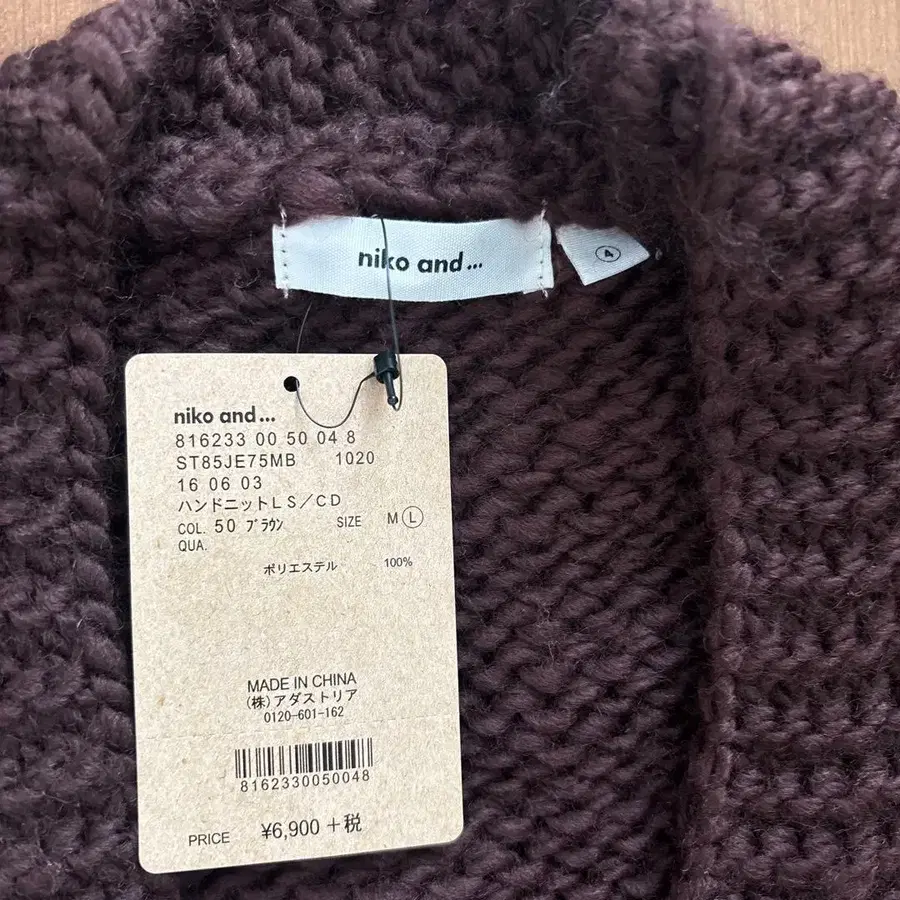 niko and...
4
niko and...
816233 00 50 04 8
ST85JE75MB 1020
16 06 03
ハンドニットLS/CD
COL. 50 ブラウン SIZE M L
QUA.
ポリエステル 100%
MADE IN CHINA
(株)アダストリア
0120-601-162
8162330050048
PRICE ¥6,900 +税